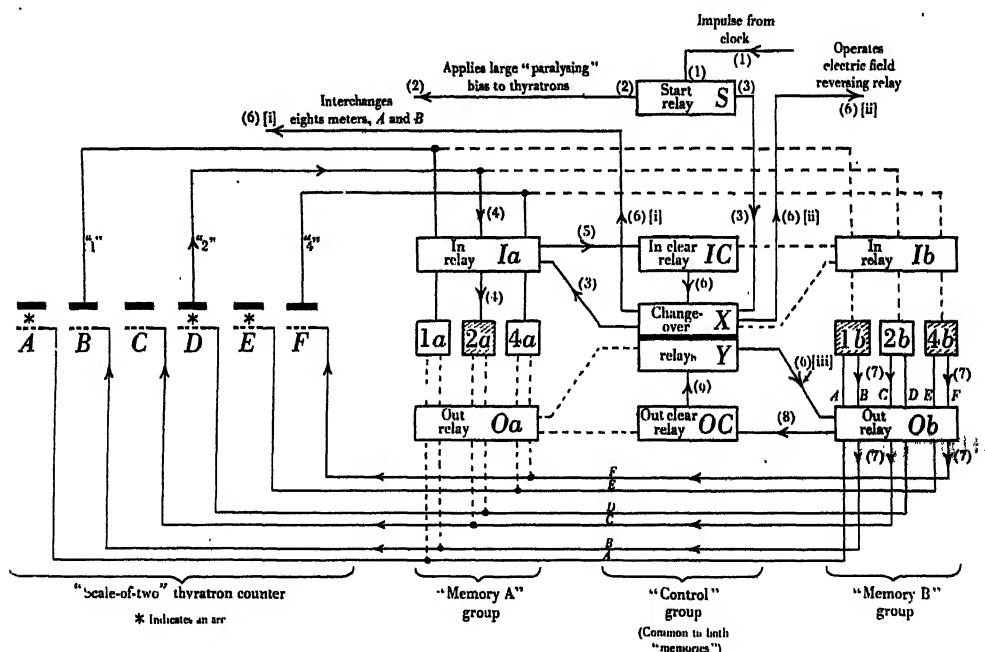 Impulse from
clock
(1)
Operates
electric field
reversing relay
(6) [ii]
Applies large "paralysing"
bias to thyratrons
(2)
(2)
(1)
(3)
Start
relay S
Interchanges
eights meters, A and B
(6) [i]
"1"
"2"
"4"
(4)
(6) [i]
(3)
(6) [ii]
In
relay Ia
(5)
In clear
relay IC
In
relay Ib
(4)
(3)
(6)
Change-
over X
relays Y
1a
2a
4a
1b
2b
4b
(6)[iii]
(9)
A
B
C
D
E
F
(7)
(7)
Out
relay Oa
Out clear
relay OC
(8)
Out
relay Ob
(7)
(7)
* * *
A B C D E F
F
E
D
C
B
A
"Scale-of-two" thyratron counter
* Indicates an arc
"Memory A"
group
"Control"
group
(Common to both
"memories")
"Memory B"
group